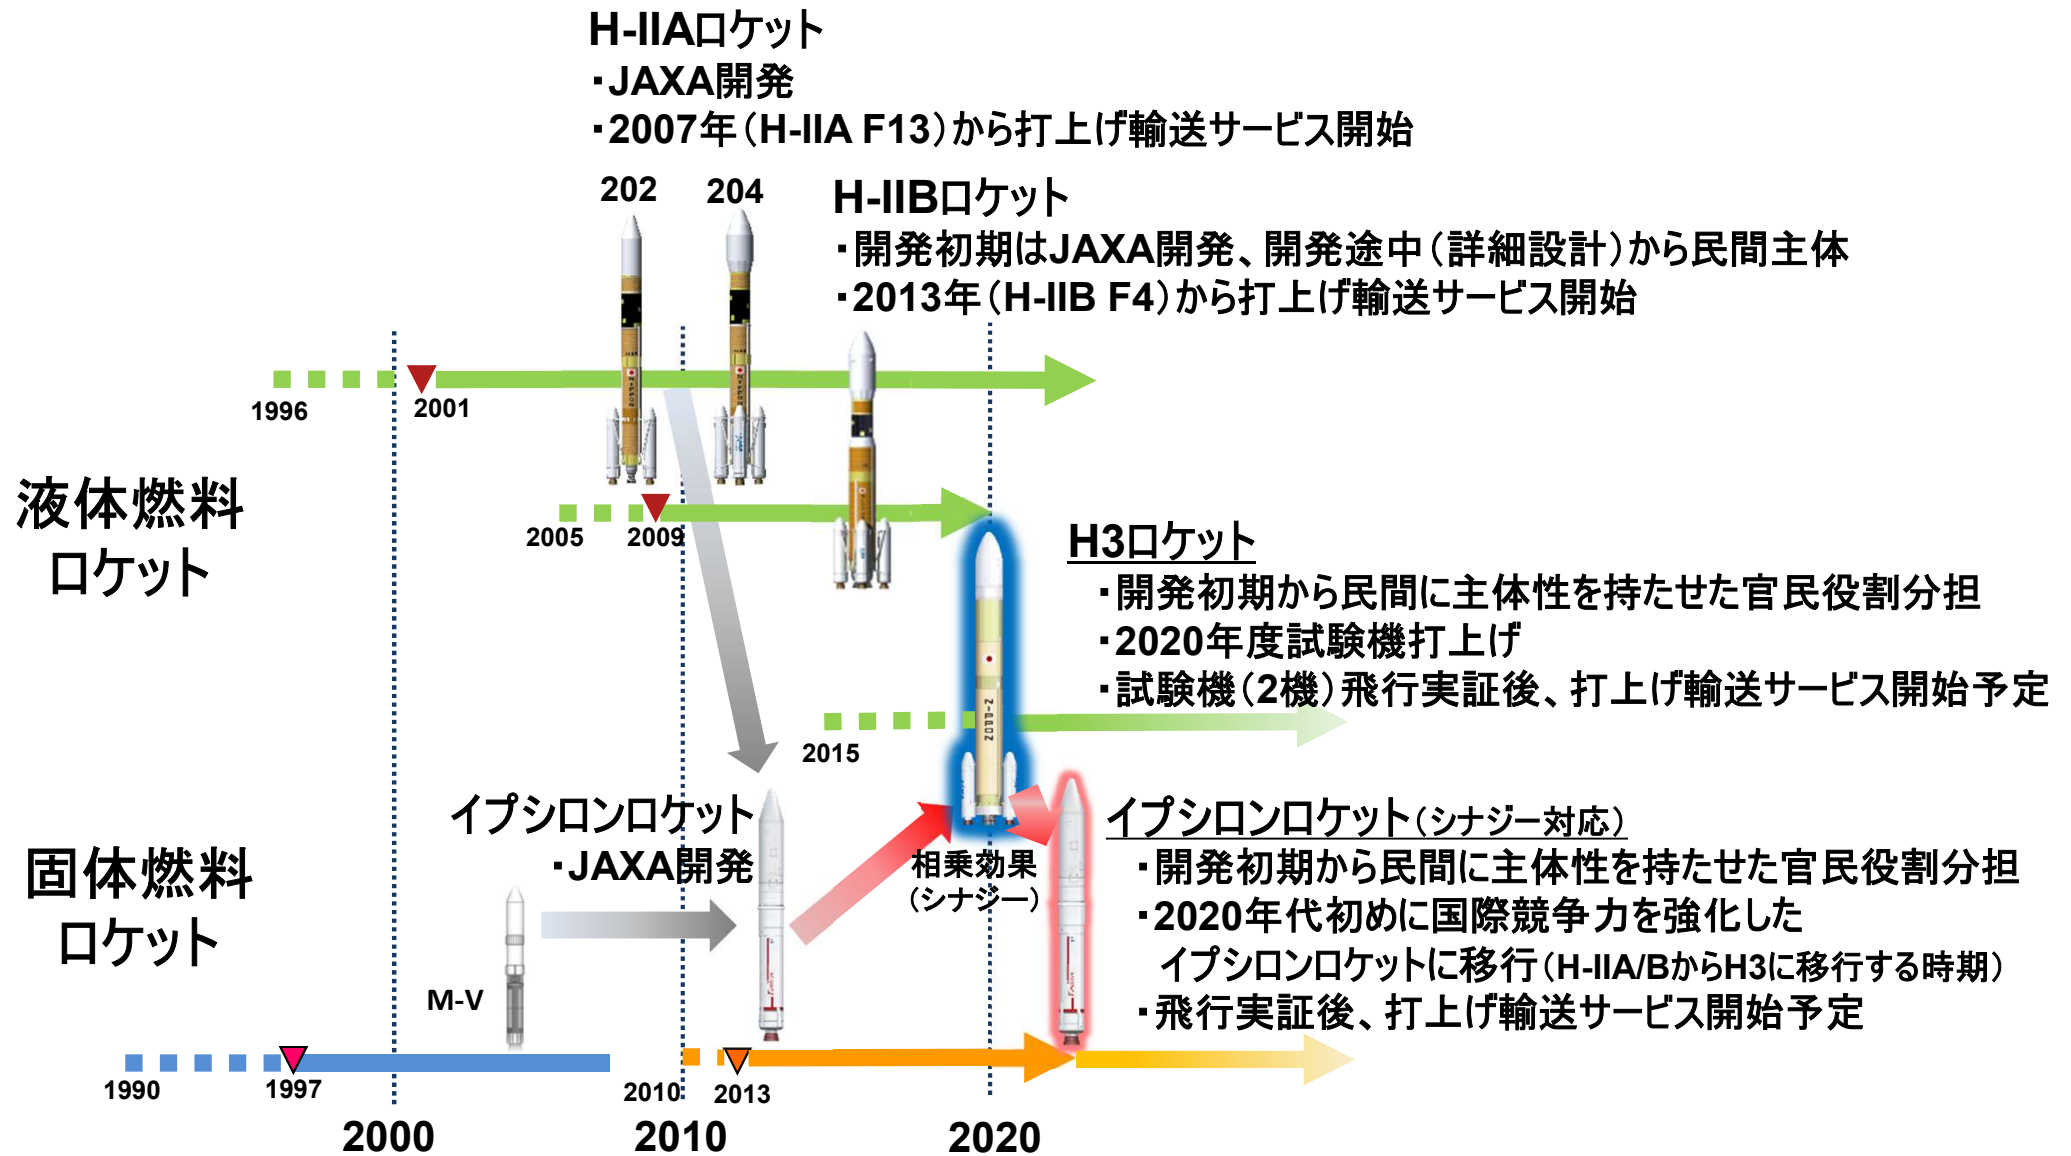 H-IIAロケット
・JAXA開発
・2007年（H-IIA F13）から打上げ輸送サービス開始
202
204
H-IIBロケット
・開発初期はJAXA開発、開発途中（詳細設計）から民間主体
・2013年（H-IIB F4）から打上げ輸送サービス開始
1996
2001
液体燃料
ロケット
2005
2009
H3ロケット
・開発初期から民間に主体性を持たせた官民役割分担
・2020年度試験機打上げ
・試験機（2機）飛行実証後、打上げ輸送サービス開始予定
NIPPON
2015
イプシロンロケット
・JAXA開発
固体燃料
ロケット
M-V
相乗効果
（シナジー）
イプシロンロケット（シナジー対応）
・開発初期から民間に主体性を持たせた官民役割分担
・2020年代初めに国際競争力を強化した
イプシロンロケットに移行（H-IIA/BからH3に移行する時期）
・飛行実証後、打上げ輸送サービス開始予定
1990
1997
2010
2013
2000
2010
2020